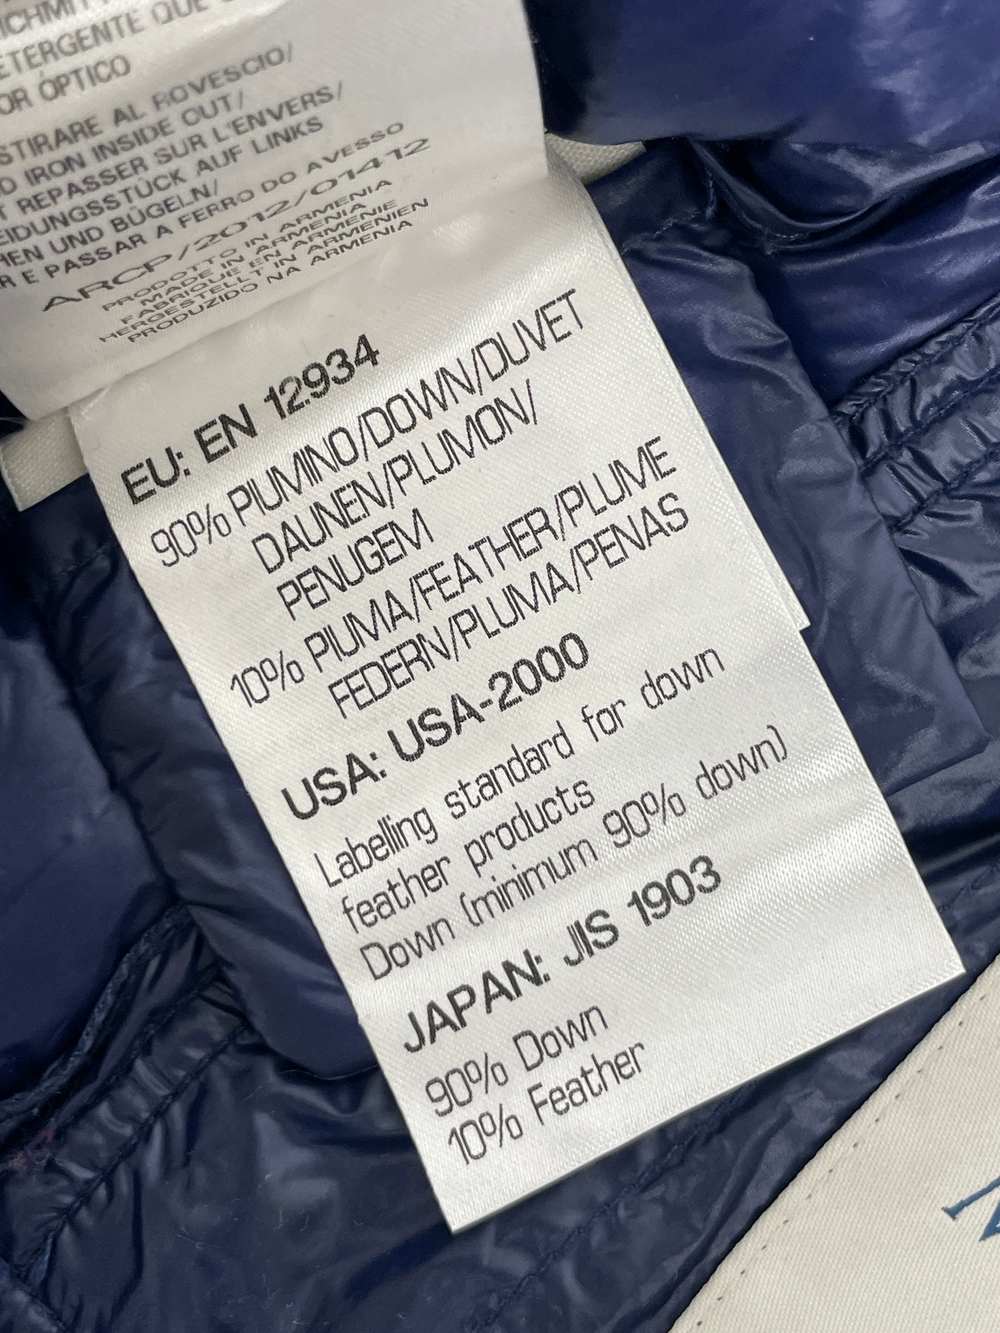 DETERGENTE QUE
OR ÓPTICO
STIRARE AL ROVESCIO/
IRON INSIDE OUT/
REPASSER SUR L'ENVERS/
EIDUNGSSTÜCK AUF LINKS
HEN UND BÜGELN/
R E PASSAR A FERRO DO AVESSO
ARCP/2012/014412
PRODOTTO IN ARMENIA
MADE IN ARMENIA
FABRIQUE EN ARMENIE
HERGESTELLT IN ARMENIEN
PRODUZIDO NA ARMENIA
EU: EN 12934
90% PIUMINO/DOWN/DUVET
DAUNEN/PLUMON/
PENUGEM
10% PIUMA/FEATHER/PLUME
FEDERN/PLUMA/PENAS
USA: USA-2000
Labelling standard for down
feather products
Down (minimum 90% down)
JAPAN: JIS 1903
90% Down
10% Feather